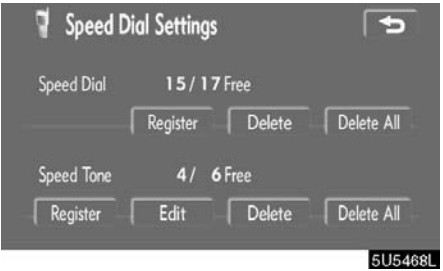 Speed Dial Settings
Speed Dial 15/17 Free
Register Delete Delete All
Speed Tone 4/ 6 Free
Register Edit Delete Delete All
5U5468L